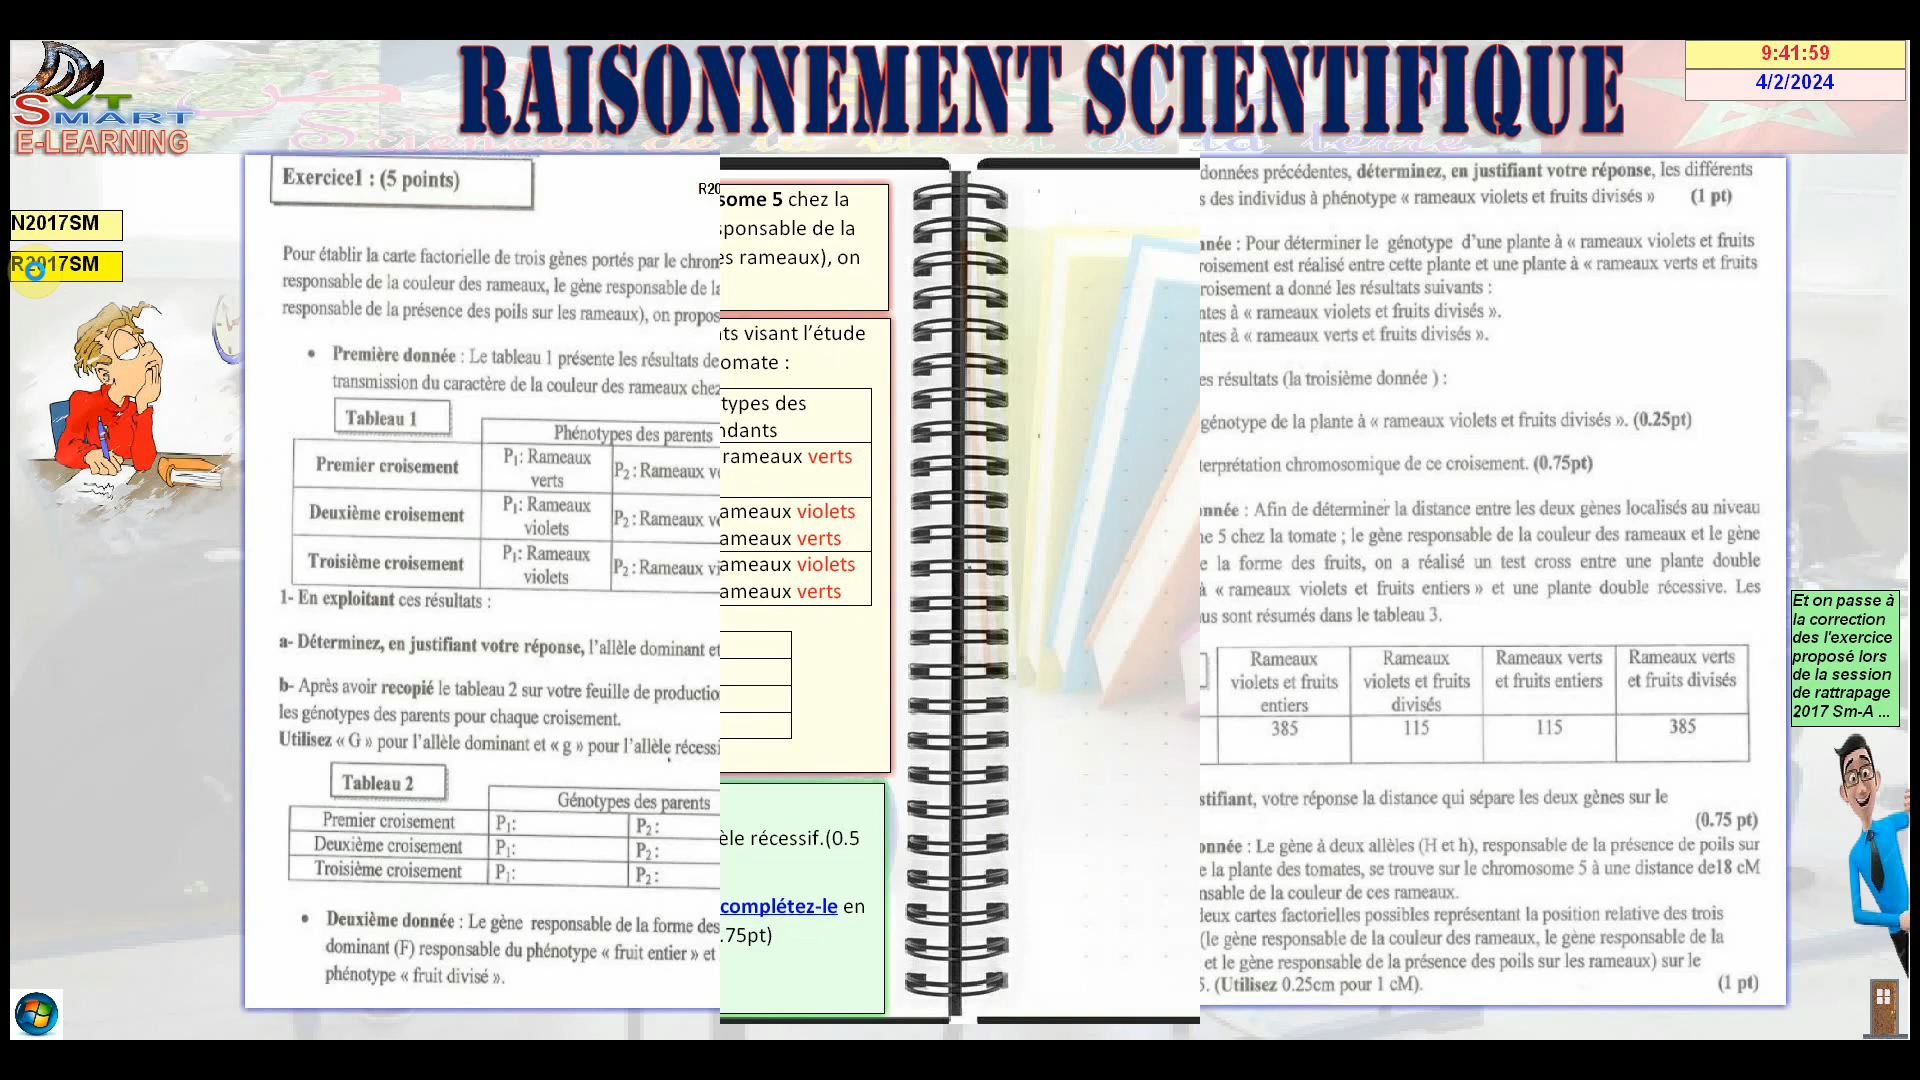 RAISONNEMENT SCIENTIFIQUE
9:41:59
4/2/2024
SVT
SMART
E-LEARNING
N2017SM
R2017SM
Exercice1 : (5 points)
Pour établir la carte factorielle de trois gènes portés par le chrom
responsable de la couleur des rameaux, le gène responsable de la
responsable de la présence des poils sur les rameaux), on propos
• Première donnée : Le tableau 1 présente les résultats de
transmission du caractère de la couleur des rameaux chez
Tableau 1
Phénotypes des parents
Premier croisement
P1: Rameaux verts
P2 : Rameaux ve
Deuxième croisement
P1: Rameaux violets
P2 : Rameaux ve
Troisième croisement
P1: Rameaux violets
P2 : Rameaux vi
1- En exploitant ces résultats :
a- Déterminez, en justifiant votre réponse, l'allèle dominant et
b- Après avoir recopié le tableau 2 sur votre feuille de productio
les génotypes des parents pour chaque croisement.
Utilisez « G » pour l'allèle dominant et « g » pour l'allèle récessi
Tableau 2
Génotypes des parents
Premier croisement P1: P2 :
Deuxième croisement P1: P2 :
Troisième croisement P1: P2 :
• Deuxième donnée : Le gène responsable de la forme des
dominant (F) responsable du phénotype « fruit entier » et
phénotype « fruit divisé ».
R20
some 5 chez la
sponsable de la
es rameaux), on
ts visant l'étude
omate :
types des
ndants
rameaux verts
ameaux violets
ameaux verts
ameaux violets
ameaux verts
èle récessif.(0.5
complétez-le en
.75pt)
données précédentes, déterminez, en justifiant votre réponse, les différents
s des individus à phénotype « rameaux violets et fruits divisés » (1 pt)
nnée : Pour déterminer le génotype d'une plante à « rameaux violets et fruits
roisement est réalisé entre cette plante et une plante à « rameaux verts et fruits
roisement a donné les résultats suivants :
ntes à « rameaux violets et fruits divisés ».
ntes à « rameaux verts et fruits divisés ».
es résultats (la troisième donnée ) :
génotype de la plante à « rameaux violets et fruits divisés ». (0.25pt)
terprétation chromosomique de ce croisement. (0.75pt)
nnée : Afin de déterminer la distance entre les deux gènes localisés au niveau
e 5 chez la tomate ; le gène responsable de la couleur des rameaux et le gène
e la forme des fruits, on a réalisé un test cross entre une plante double
à « rameaux violets et fruits entiers » et une plante double récessive. Les
us sont résumés dans le tableau 3.
Rameaux violets et fruits entiers
Rameaux violets et fruits divisés
Rameaux verts et fruits entiers
Rameaux verts et fruits divisés
385 115 115 385
stifiant, votre réponse la distance qui sépare les deux gènes sur le
(0.75 pt)
onnée : Le gène à deux allèles (H et h), responsable de la présence de poils sur
e la plante des tomates, se trouve sur le chromosome 5 à une distance de18 cM
nsable de la couleur de ces rameaux.
deux cartes factorielles possibles représentant la position relative des trois
(le gène responsable de la couleur des rameaux, le gène responsable de la
et le gène responsable de la présence des poils sur les rameaux) sur le
5. (Utilisez 0.25cm pour 1 cM). (1 pt)
Et on passe à
la correction
des l'exercice
proposé lors
de la session
de rattrapage
2017 Sm-A ...